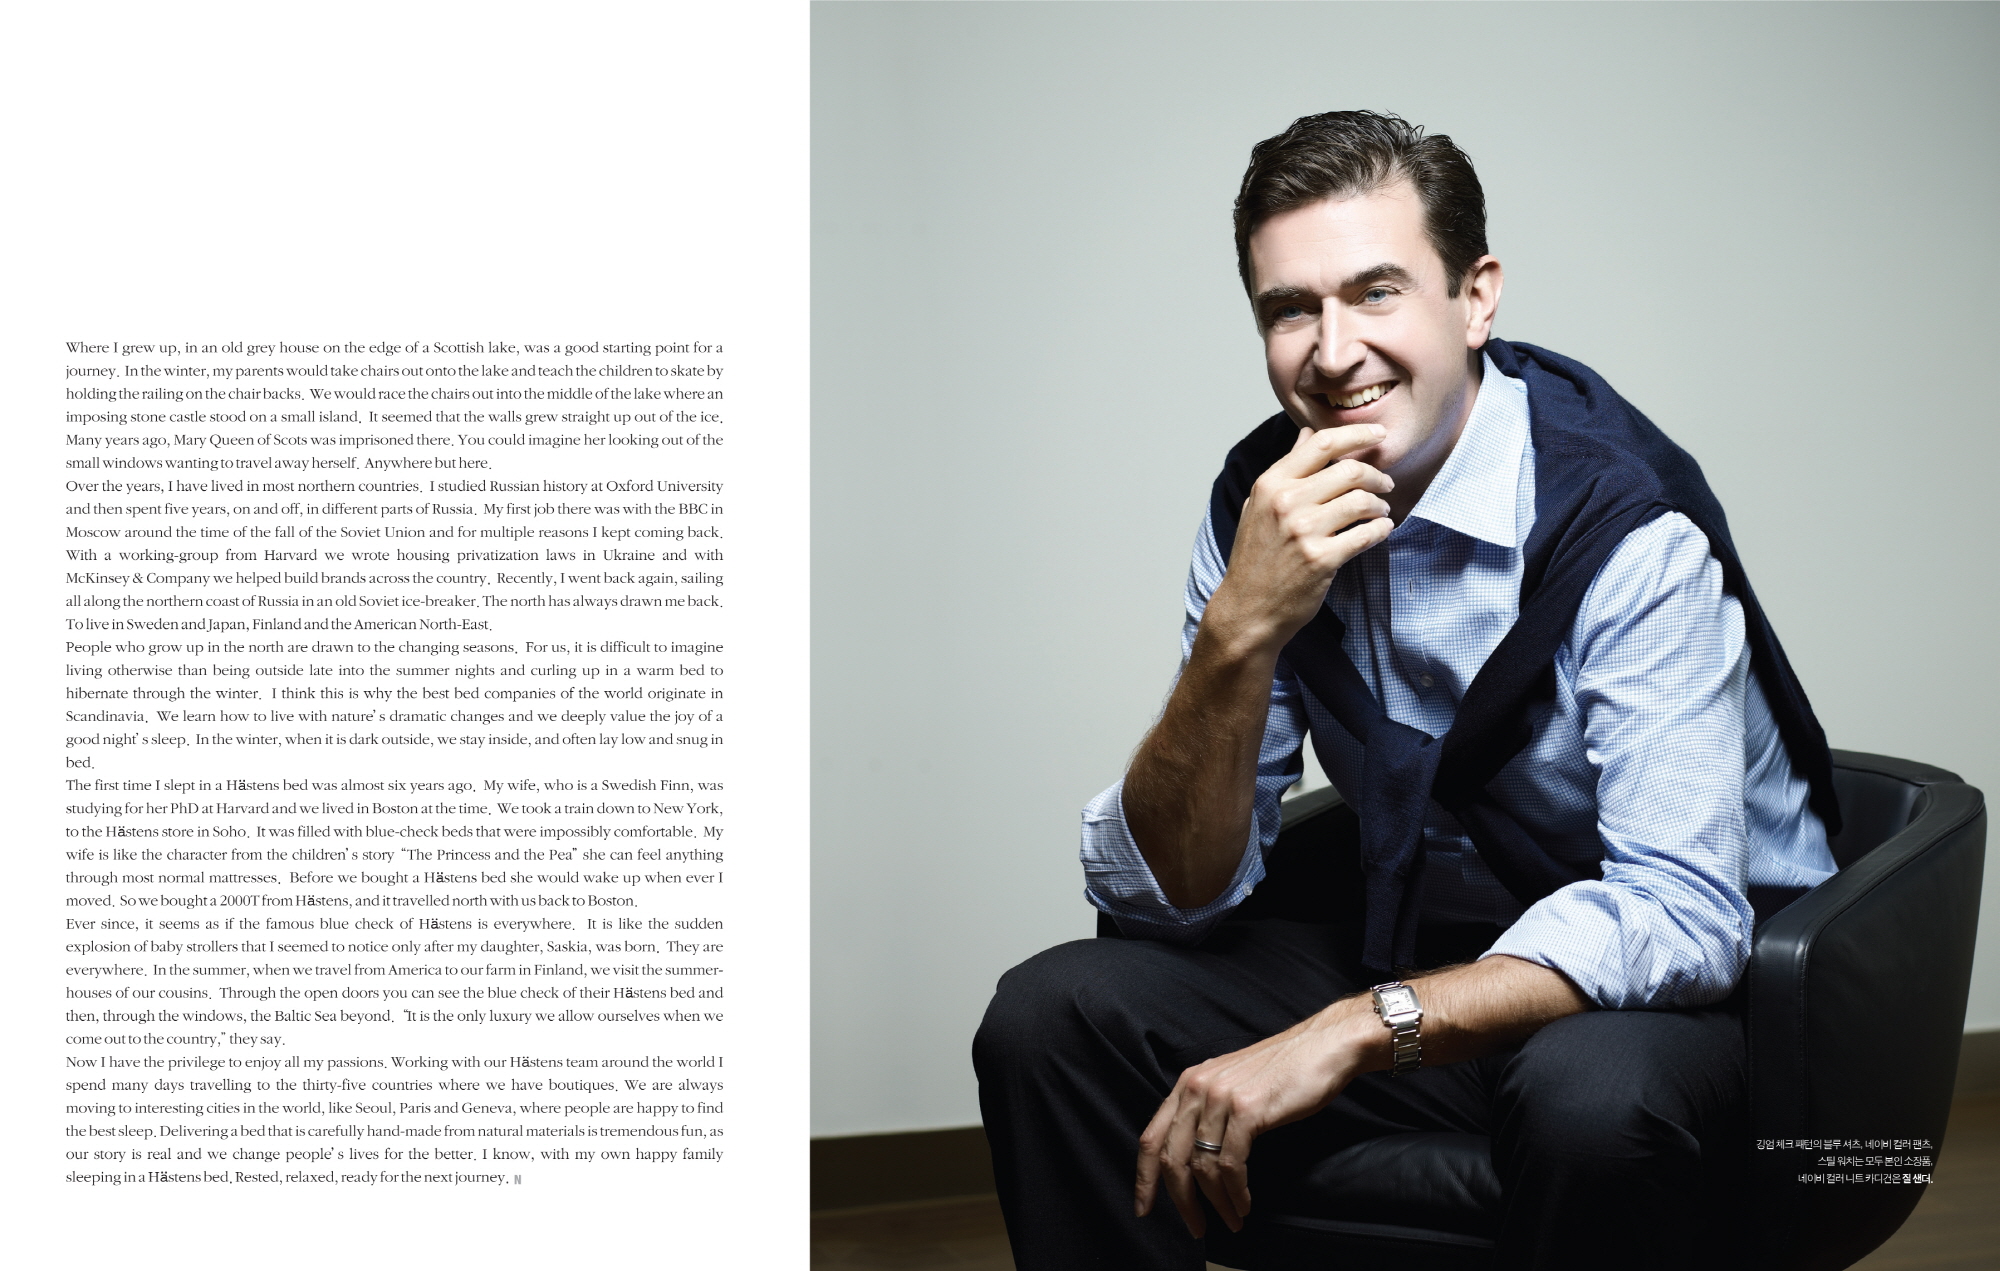 Where I grew up, in an old grey house on the edge of a Scottish lake, was a good starting point for a
journey. In the winter, my parents would take chairs out onto the lake and teach the children to skate by
holding the railing on the chair backs. We would race the chairs out into the middle of the lake where an
imposing stone castle stood on a small island. It seemed that the walls grew straight up out of the ice.
Many years ago, Mary Queen of Scots was imprisoned there. You could imagine her looking out of the
small windows wanting to travel away herself. Anywhere but here.
Over the years, I have lived in most northern countries. I studied Russian history at Oxford University
and then spent five years, on and off, in different parts of Russia. My first job there was with the BBC in
Moscow around the time of the fall of the Soviet Union and for multiple reasons I kept coming back.
With a working-group from Harvard we wrote housing privatization laws in Ukraine and with
McKinsey & Company we helped build brands across the country. Recently, I went back again, sailing
all along the northern coast of Russia in an old Soviet ice-breaker. The north has always drawn me back.
To live in Sweden and Japan, Finland and the American North-East.
People who grow up in the north are drawn to the changing seasons. For us, it is difficult to imagine
living otherwise than being outside late into the summer nights and curling up in a warm bed to
hibernate through the winter. I think this is why the best bed companies of the world originate in
Scandinavia. We learn how to live with nature's dramatic changes and we deeply value the joy of a
good night's sleep. In the winter, when it is dark outside, we stay inside, and often lay low and snug in
bed.
The first time I slept in a Hästens bed was almost six years ago. My wife, who is a Swedish Finn, was
studying for her PhD at Harvard and we lived in Boston at the time. We took a train down to New York,
to the Hästens store in Soho. It was filled with blue-check beds that were impossibly comfortable. My
wife is like the character from the children's story “The Princess and the Pea” she can feel anything
through most normal mattresses. Before we bought a Hästens bed she would wake up when ever I
moved. So we bought a 2000T from Hästens, and it travelled north with us back to Boston.
Ever since, it seems as if the famous blue check of Hästens is everywhere. It is like the sudden
explosion of baby strollers that I seemed to notice only after my daughter, Saskia, was born. They are
everywhere. In the summer, when we travel from America to our farm in Finland, we visit the summer-
houses of our cousins. Through the open doors you can see the blue check of their Hästens bed and
then, through the windows, the Baltic Sea beyond. “It is the only luxury we allow ourselves when we
come out to the country,” they say.
Now I have the privilege to enjoy all my passions. Working with our Hästens team around the world I
spend many days travelling to the thirty-five countries where we have boutiques. We are always
moving to interesting cities in the world, like Seoul, Paris and Geneva, where people are happy to find
the best sleep. Delivering a bed that is carefully hand-made from natural materials is tremendous fun, as
our story is real and we change people's lives for the better. I know, with my own happy family
sleeping in a Hästens bed. Rested, relaxed, ready for the next journey. N
깅엄 체크 패턴의 블루 셔츠, 네이비 컬러 팬츠,
스틸 워치는 모두 본인 소장품,
네이비 컬러 니트 카디건은 질 샌더.